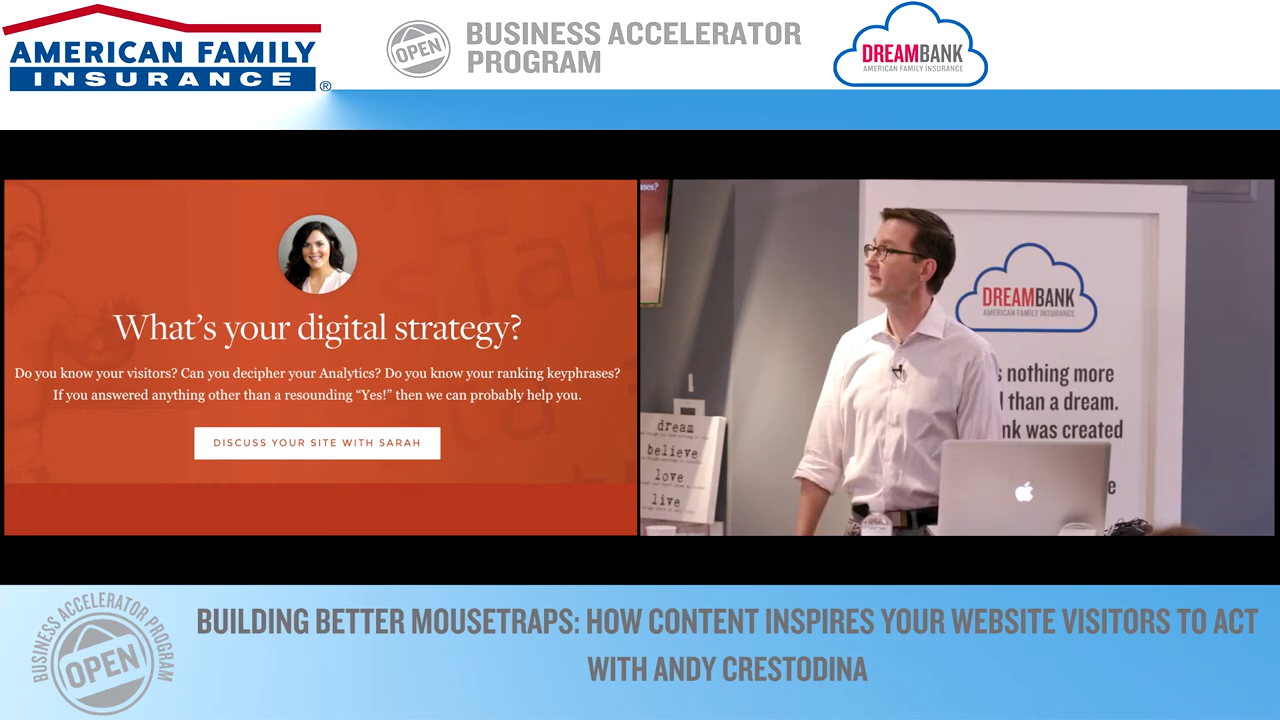 AMERICAN FAMILY
INSURANCE ®
OPEN
BUSINESS ACCELERATOR
PROGRAM
DREAMBANK
AMERICAN FAMILY INSURANCE
What's your digital strategy?
Do you know your visitors? Can you decipher your Analytics? Do you know your ranking keyphrases?
If you answered anything other than a resounding “Yes!” then we can probably help you.
DISCUSS YOUR SITE WITH SARAH
DREAMBANK
AMERICAN FAMILY INSURANCE
nothing more
than a dream.
was created
dream
believe
love
live
BUSINESS ACCELERATOR PROGRAM
OPEN
BUILDING BETTER MOUSETRAPS: HOW CONTENT INSPIRES YOUR WEBSITE VISITORS TO ACT
WITH ANDY CRESTODINA